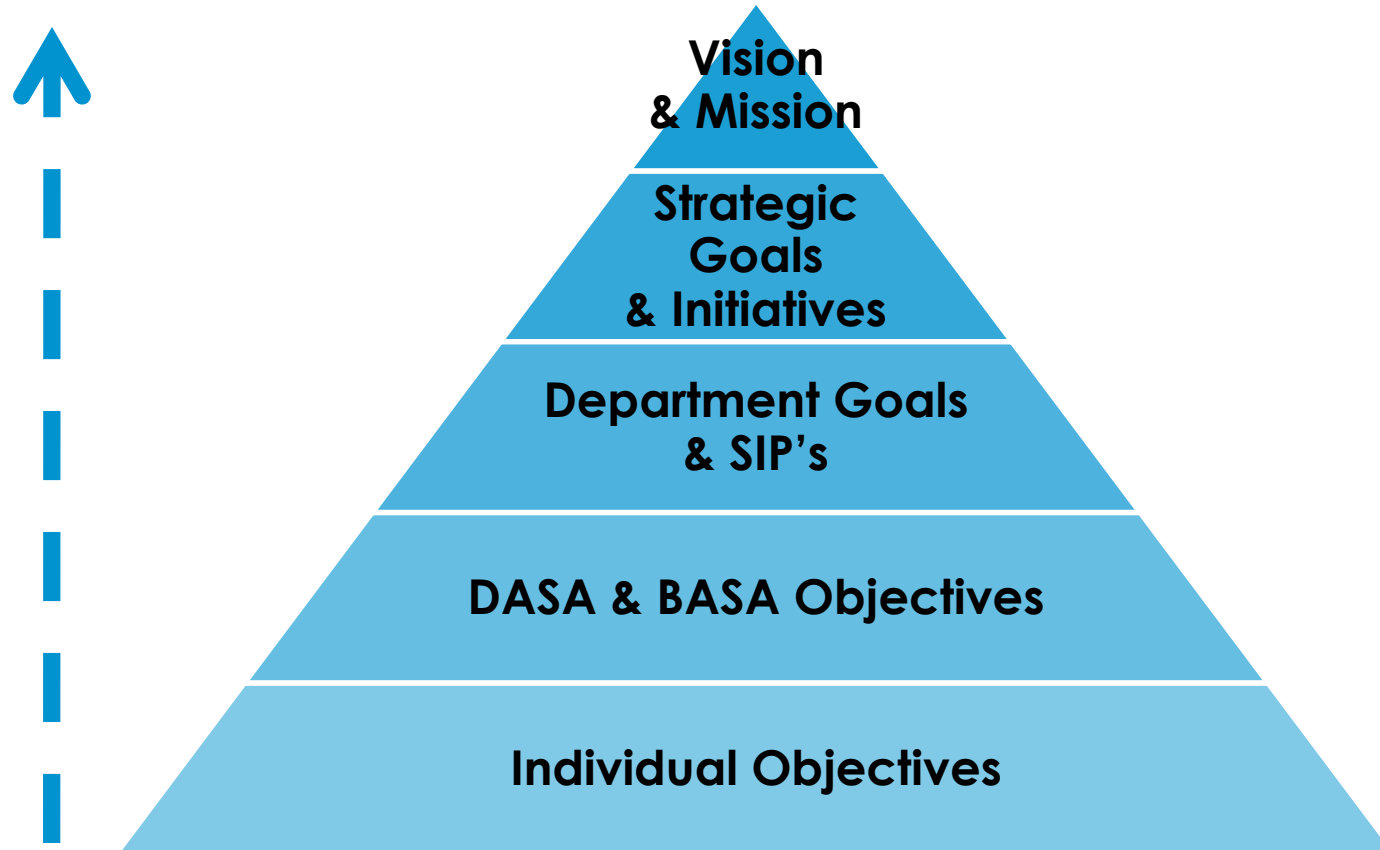 Vision
& Mission
Strategic
Goals
& Initiatives
Department Goals
& SIP’s
DASA & BASA Objectives
Individual Objectives